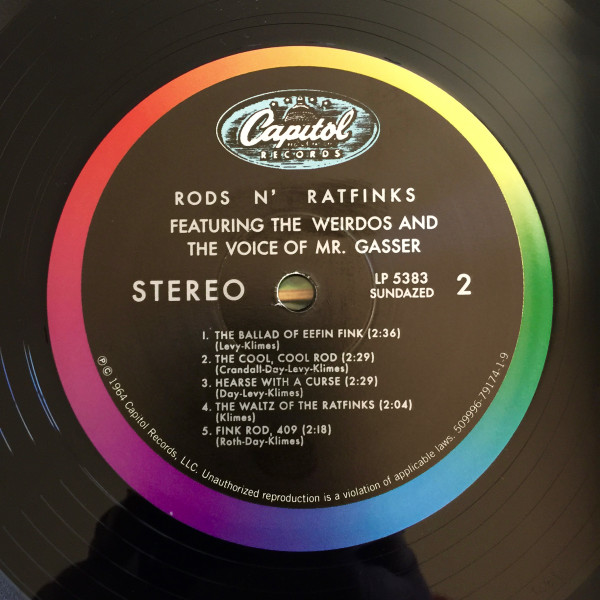 Capitol
RECORDS
RODS N' RATFINKS
FEATURING THE WEIRDOS AND
THE VOICE OF MR. GASSER
STEREO
LP 5383
SUNDAZED
2
1. THE BALLAD OF EEFIN FINK (2:36)
(Levy-Klimes)
2. THE COOL, COOL ROD (2:29)
(Crandall-Day-Levy-Klimes)
3. HEARSE WITH A CURSE (2:29)
(Day-Levy-Klimes)
4. THE WALTZ OF THE RATFINKS (2:04)
(Klimes)
5. FINK ROD, 409 (2:18)
(Roth-Day-Klimes)
℗ © 1964 Capitol Records, LLC. Unauthorized reproduction is a violation of applicable laws. 509996-79174-1-9